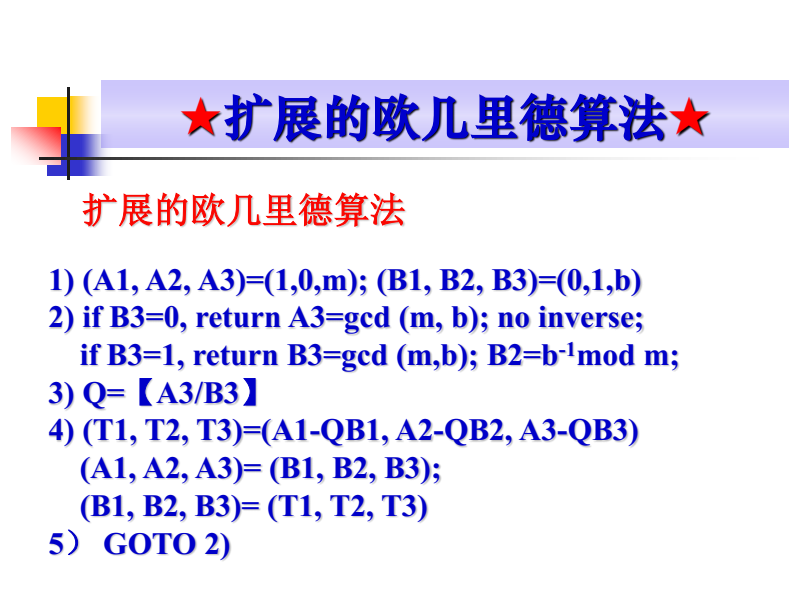 ★扩展的欧几里德算法★
扩展的欧几里德算法
1) (A1, A2, A3)=(1,0,m); (B1, B2, B3)=(0,1,b)
2) if B3=0, return A3=gcd (m, b); no inverse;
if B3=1, return B3=gcd (m,b); B2=b⁻¹mod m;
3) Q=【A3/B3】
4) (T1, T2, T3)=(A1-QB1, A2-QB2, A3-QB3)
(A1, A2, A3)= (B1, B2, B3);
(B1, B2, B3)= (T1, T2, T3)
5） GOTO 2)